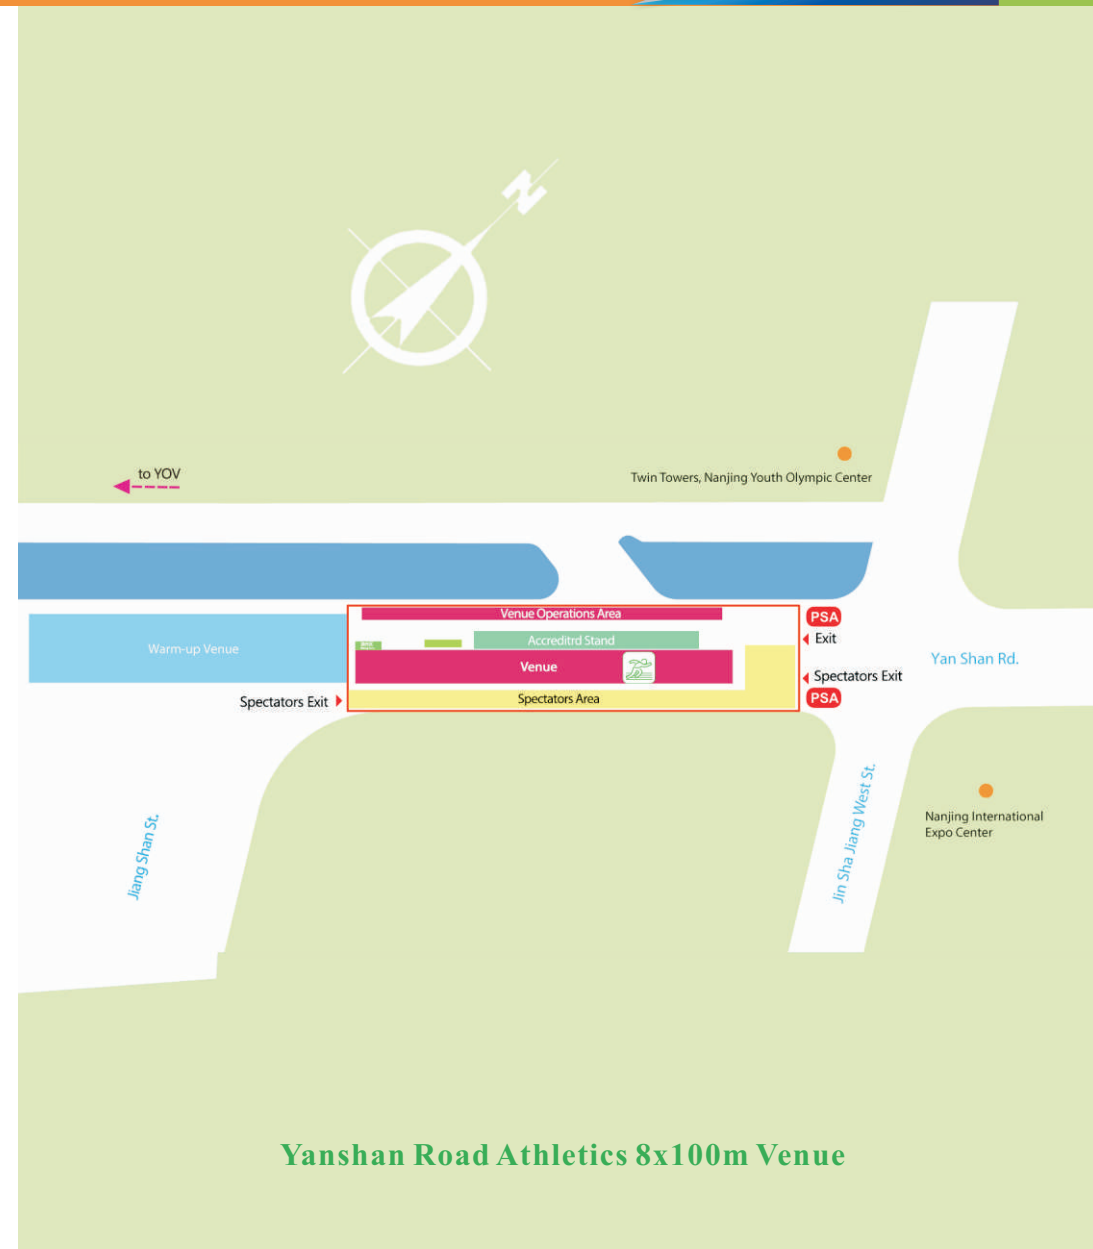 N
to YOV
Twin Towers, Nanjing Youth Olympic Center
Venue Operations Area
PSA
Exit
Accreditrd Stand
Warm-up Venue
Venue
Yan Shan Rd.
Spectators Exit
Spectators Exit
Spectators Area
PSA
Jiang Shan St.
Jin Sha Jiang West St.
Nanjing International
Expo Center
Yanshan Road Athletics 8x100m Venue